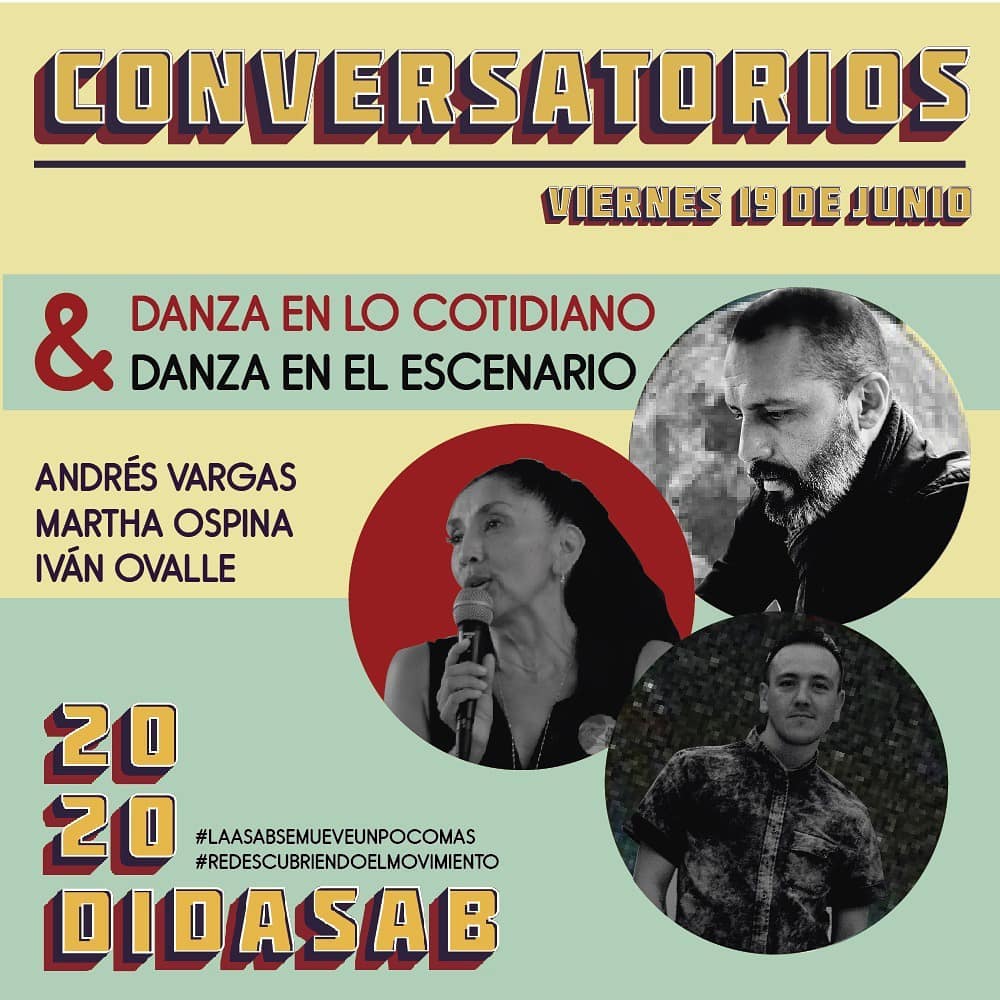 CONVERSATORIOS
VIERNES 19 DE JUNIO
& DANZA EN LO COTIDIANO
DANZA EN EL ESCENARIO
ANDRÉS VARGAS
MARTHA OSPINA
IVÁN OVALLE
20
20
#LAASABSEMUEVEUNPOCOMAS
#REDESCUBRIENDOELMOVIMIENTO
DIDASAB